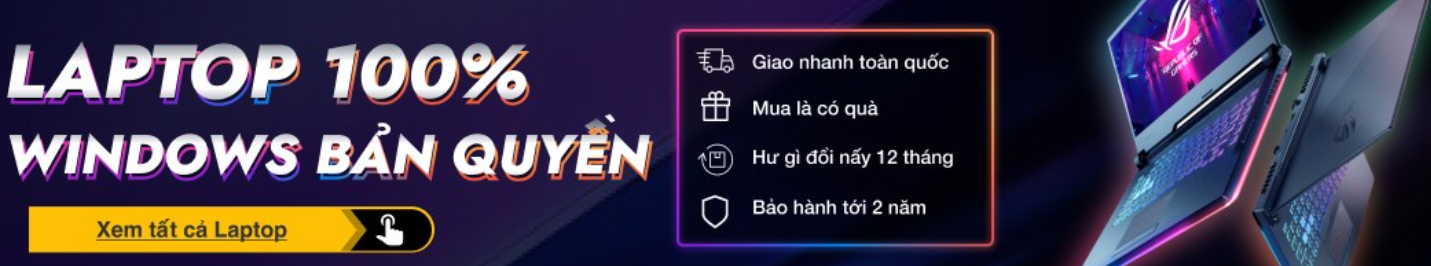 LAPTOP 100%
WINDOWS BẢN QUYỀN
Xem tất cả Laptop
Giao nhanh toàn quốc
Mua là có quà
Hư gì đổi nấy 12 tháng
Bảo hành tới 2 năm
REPUBLIC OF
GAMERS